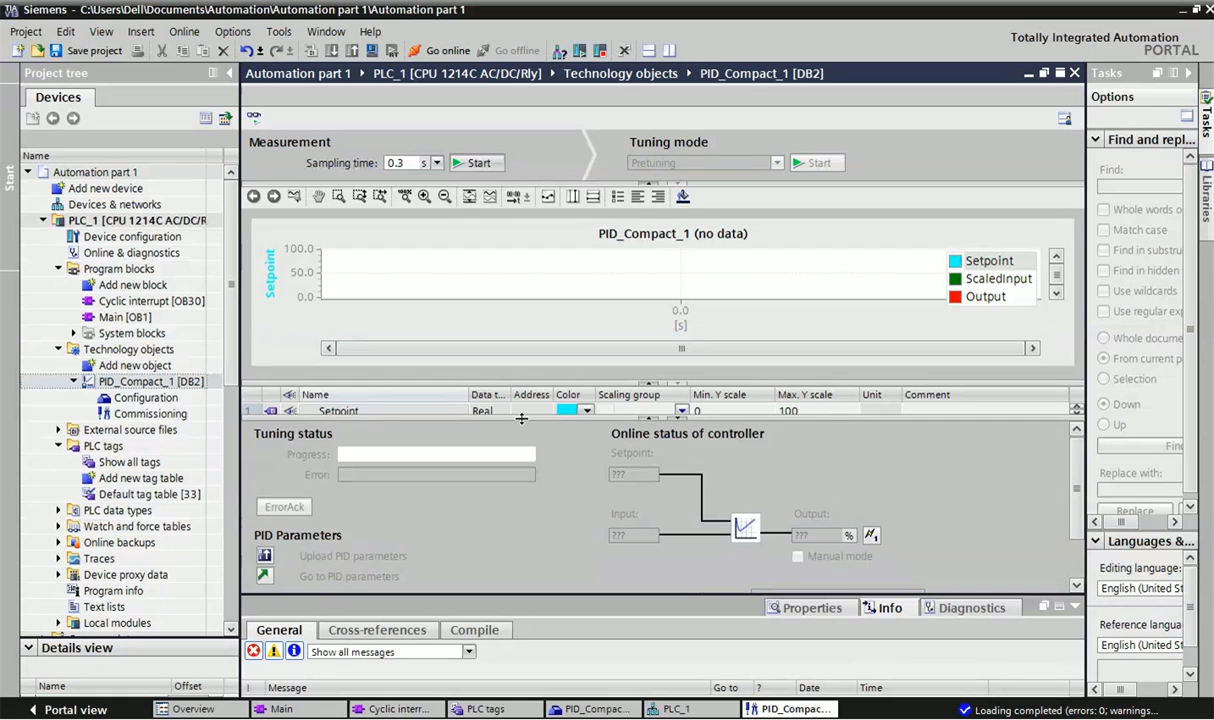 Siemens - C:\Users\Dell\Documents\Automation\Automation part 1\Automation part 1
Project Edit View Insert Online Options Tools Window Help
Totally Integrated Automation
PORTAL
Save project Go online Go offline
Project tree
Automation part 1 PLC_1 [CPU 1214C AC/DC/Rly] Technology objects PID_Compact_1 [DB2]
Tasks
Devices
Options
Measurement
Tuning mode
Sampling time: 0.3 s Start
Pretuning Start
Name
Automation part 1
Add new device
Devices & networks
PLC_1 [CPU 1214C AC/DC/R
Device configuration
Online & diagnostics
Program blocks
Add new block
Cyclic interrupt [OB30]
Main [OB1]
System blocks
Technology objects
Add new object
PID_Compact_1 [DB2]
Configuration
Commissioning
External source files
PLC tags
Show all tags
Add new tag table
Default tag table [33]
PLC data types
Watch and force tables
Online backups
Traces
Device proxy data
Program info
Text lists
Local modules
Details view
Name Offset
Start
PID_Compact_1 (no data)
Setpoint
100.0
50.0
0.0
0.0
[s]
Setpoint
ScaledInput
Output
Name Data t... Address Color Scaling group Min. Y scale Max. Y scale Unit Comment
1 Setpoint Real 0 100
Tuning status
Progress:
Error:
ErrorAck
PID Parameters
Upload PID parameters
Go to PID parameters
Online status of controller
Setpoint:
???
Input:
???
Output:
??? %
Manual mode
Properties Info Diagnostics
General Cross-references Compile
Show all messages
! Message Go to ? Date Time
Find and repl...
Find:
Whole words o
Match case
Find in substru
Find in hidden
Use wildcards
Use regular exp
Whole docume
From current p
Selection
Down
Up
Find
Replace with:
Replace
Languages &...
Editing language:
English (United St
Reference langua
English (United St
Tasks
Libraries
Portal view Overview Main Cyclic interr... PLC tags PID_Compac... PLC_1 PID_Compac... Loading completed (errors: 0; warnings...